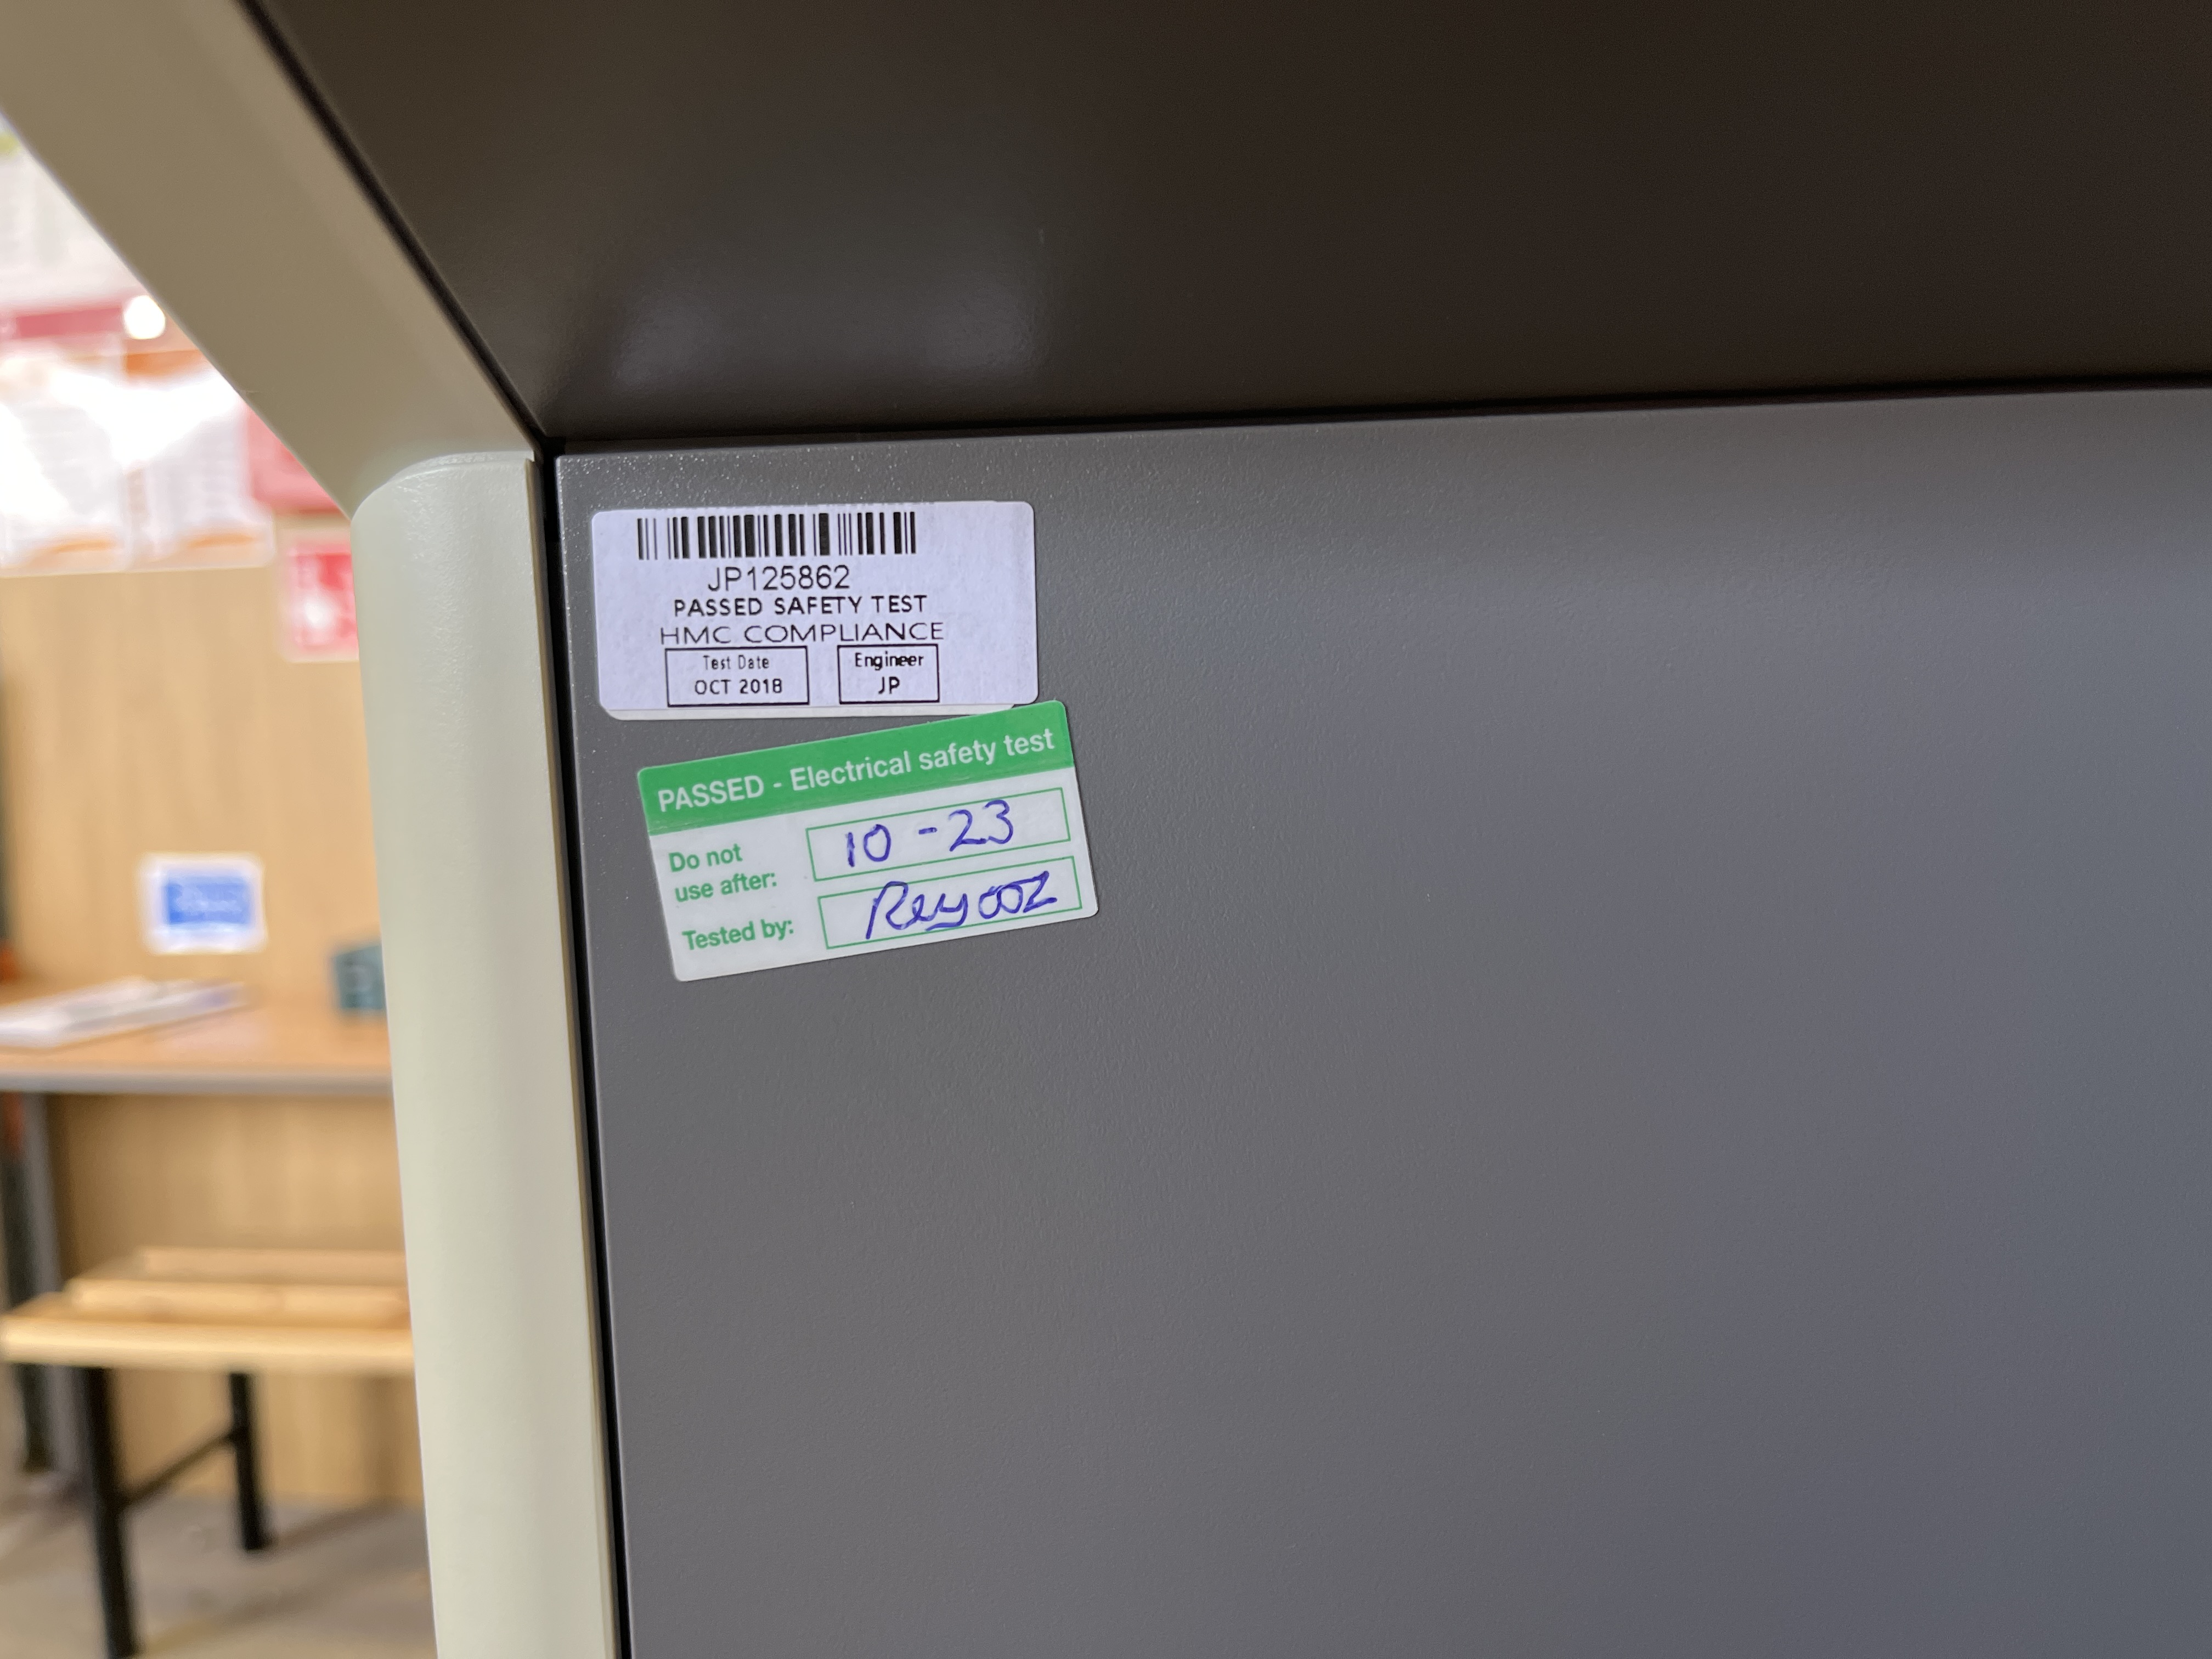 JP125862
PASSED SAFETY TEST
HMC COMPLIANCE
Test Date
OCT 2018
Engineer
JP
PASSED - Electrical safety test
Do not
use after:
10-23
Tested by:
Reyooz